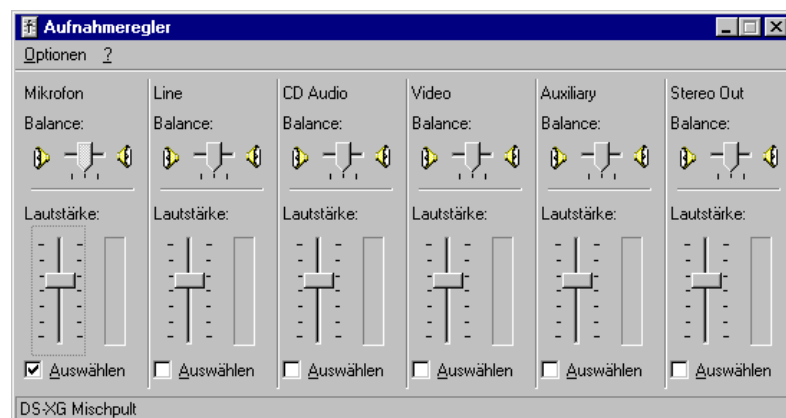 Aufnahmeregler
Optionen ?
Mikrofon Line CD Audio Video Auxiliary Stereo Out
Balance: Balance: Balance: Balance: Balance: Balance:
Lautstärke: Lautstärke: Lautstärke: Lautstärke: Lautstärke: Lautstärke:
Auswählen Auswählen Auswählen Auswählen Auswählen Auswählen
DS-XG Mischpult